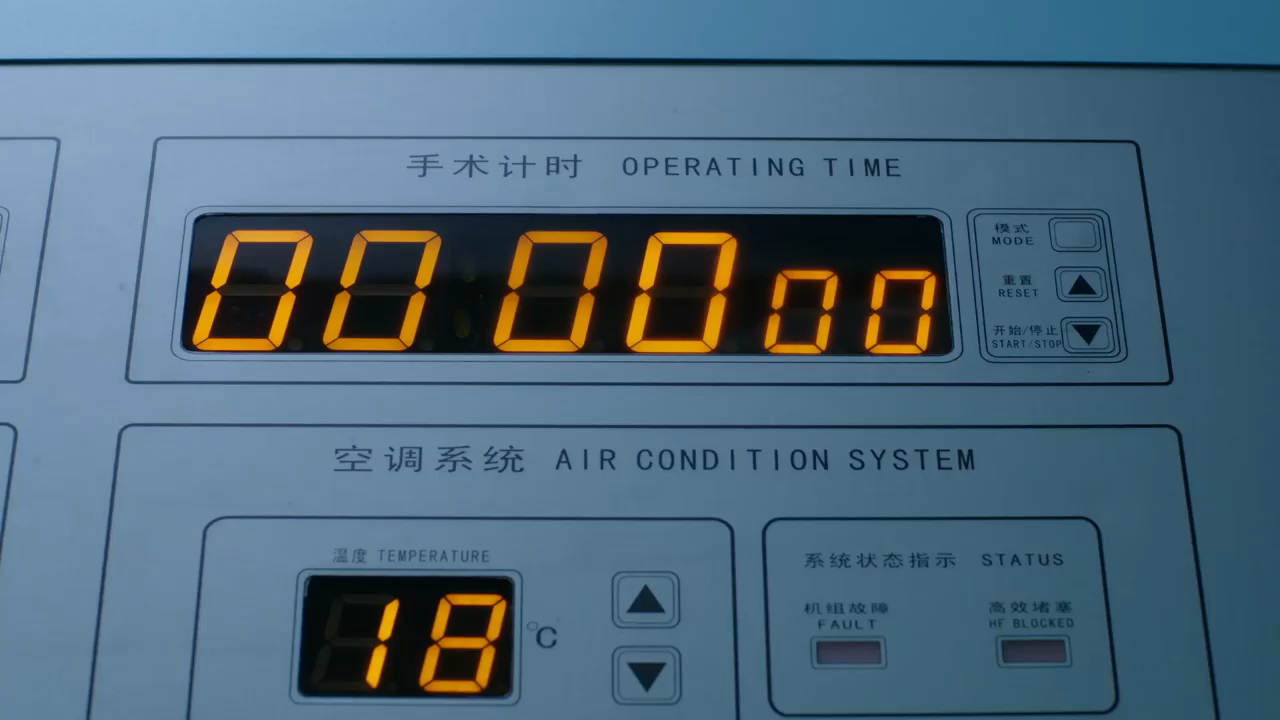 手术计时 OPERATING TIME
00 00 00
模式
MODE
重置
RESET
开始/停止
START/STOP
空调系统 AIR CONDITION SYSTEM
温度 TEMPERATURE
18 °C
系统状态指示 STATUS
机组故障
FAULT
高效堵塞
HF BLOCKED